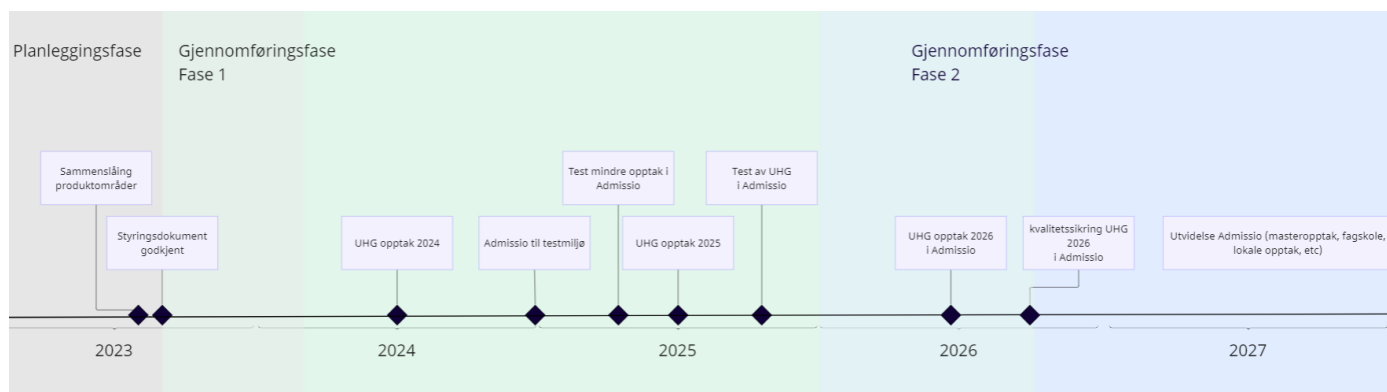 Planleggingsfase
Gjennomføringsfase
Fase 1
Gjennomføringsfase
Fase 2
Sammenslåing
produktområder
Styringsdokument
godkjent
UHG opptak 2024
Admissio til testmiljø
Test mindre opptak i
Admissio
UHG opptak 2025
Test av UHG
i Admissio
UHG opptak 2026
i Admissio
kvalitetssikring UHG
2026
i Admissio
Utvidelse Admissio (masteropptak, fagskole,
lokale opptak, etc)
2023
2024
2025
2026
2027